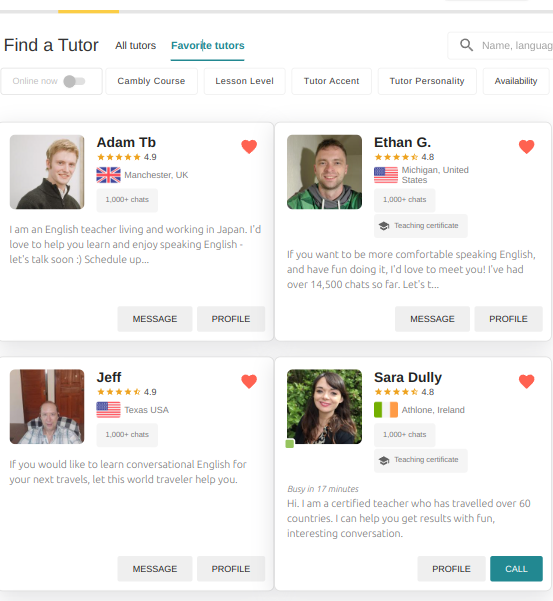 Find a Tutor
All tutors
Favorite tutors
Name, languag
Online now
Cambly Course
Lesson Level
Tutor Accent
Tutor Personality
Availability
Adam Tb
4.9
Manchester, UK
1,000+ chats
I am an English teacher living and working in Japan. I'd
love to help you learn and enjoy speaking English -
let's talk soon :) Schedule up...
MESSAGE
PROFILE
Ethan G.
4.8
Michigan, United
States
1,000+ chats
Teaching certificate
If you want to be more comfortable speaking English,
and have fun doing it, I'd love to meet you! I've had
over 14,500 chats so far. Let's t...
MESSAGE
PROFILE
Jeff
4.9
Texas USA
1,000+ chats
If you would like to learn conversational English for
your next travels, let this world traveler help you.
MESSAGE
PROFILE
Sara Dully
4.8
Athlone, Ireland
1,000+ chats
Teaching certificate
Busy in 17 minutes
Hi. I am a certified teacher who has travelled over 60
countries. I can help you get results with fun,
interesting conversation.
PROFILE
CALL